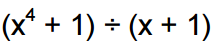 (x⁴ + 1) ÷ (x + 1)